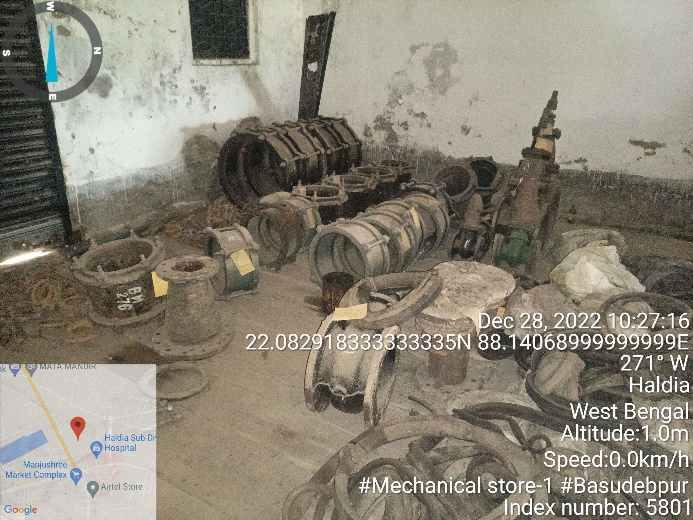 W
N
S
E
Dec 28, 2022 10:27:16
22.082918333333335N 88.14068999999999E
271° W
Haldia
West Bengal
Altitude:1.0m
Speed:0.0km/h
#Mechanical store-1 #Basudebpur
Index number: 5801
MATA MANDIR
Haldia Sub-Di
Hospital
Manjushree
Market Complex
Airtel Store
Google